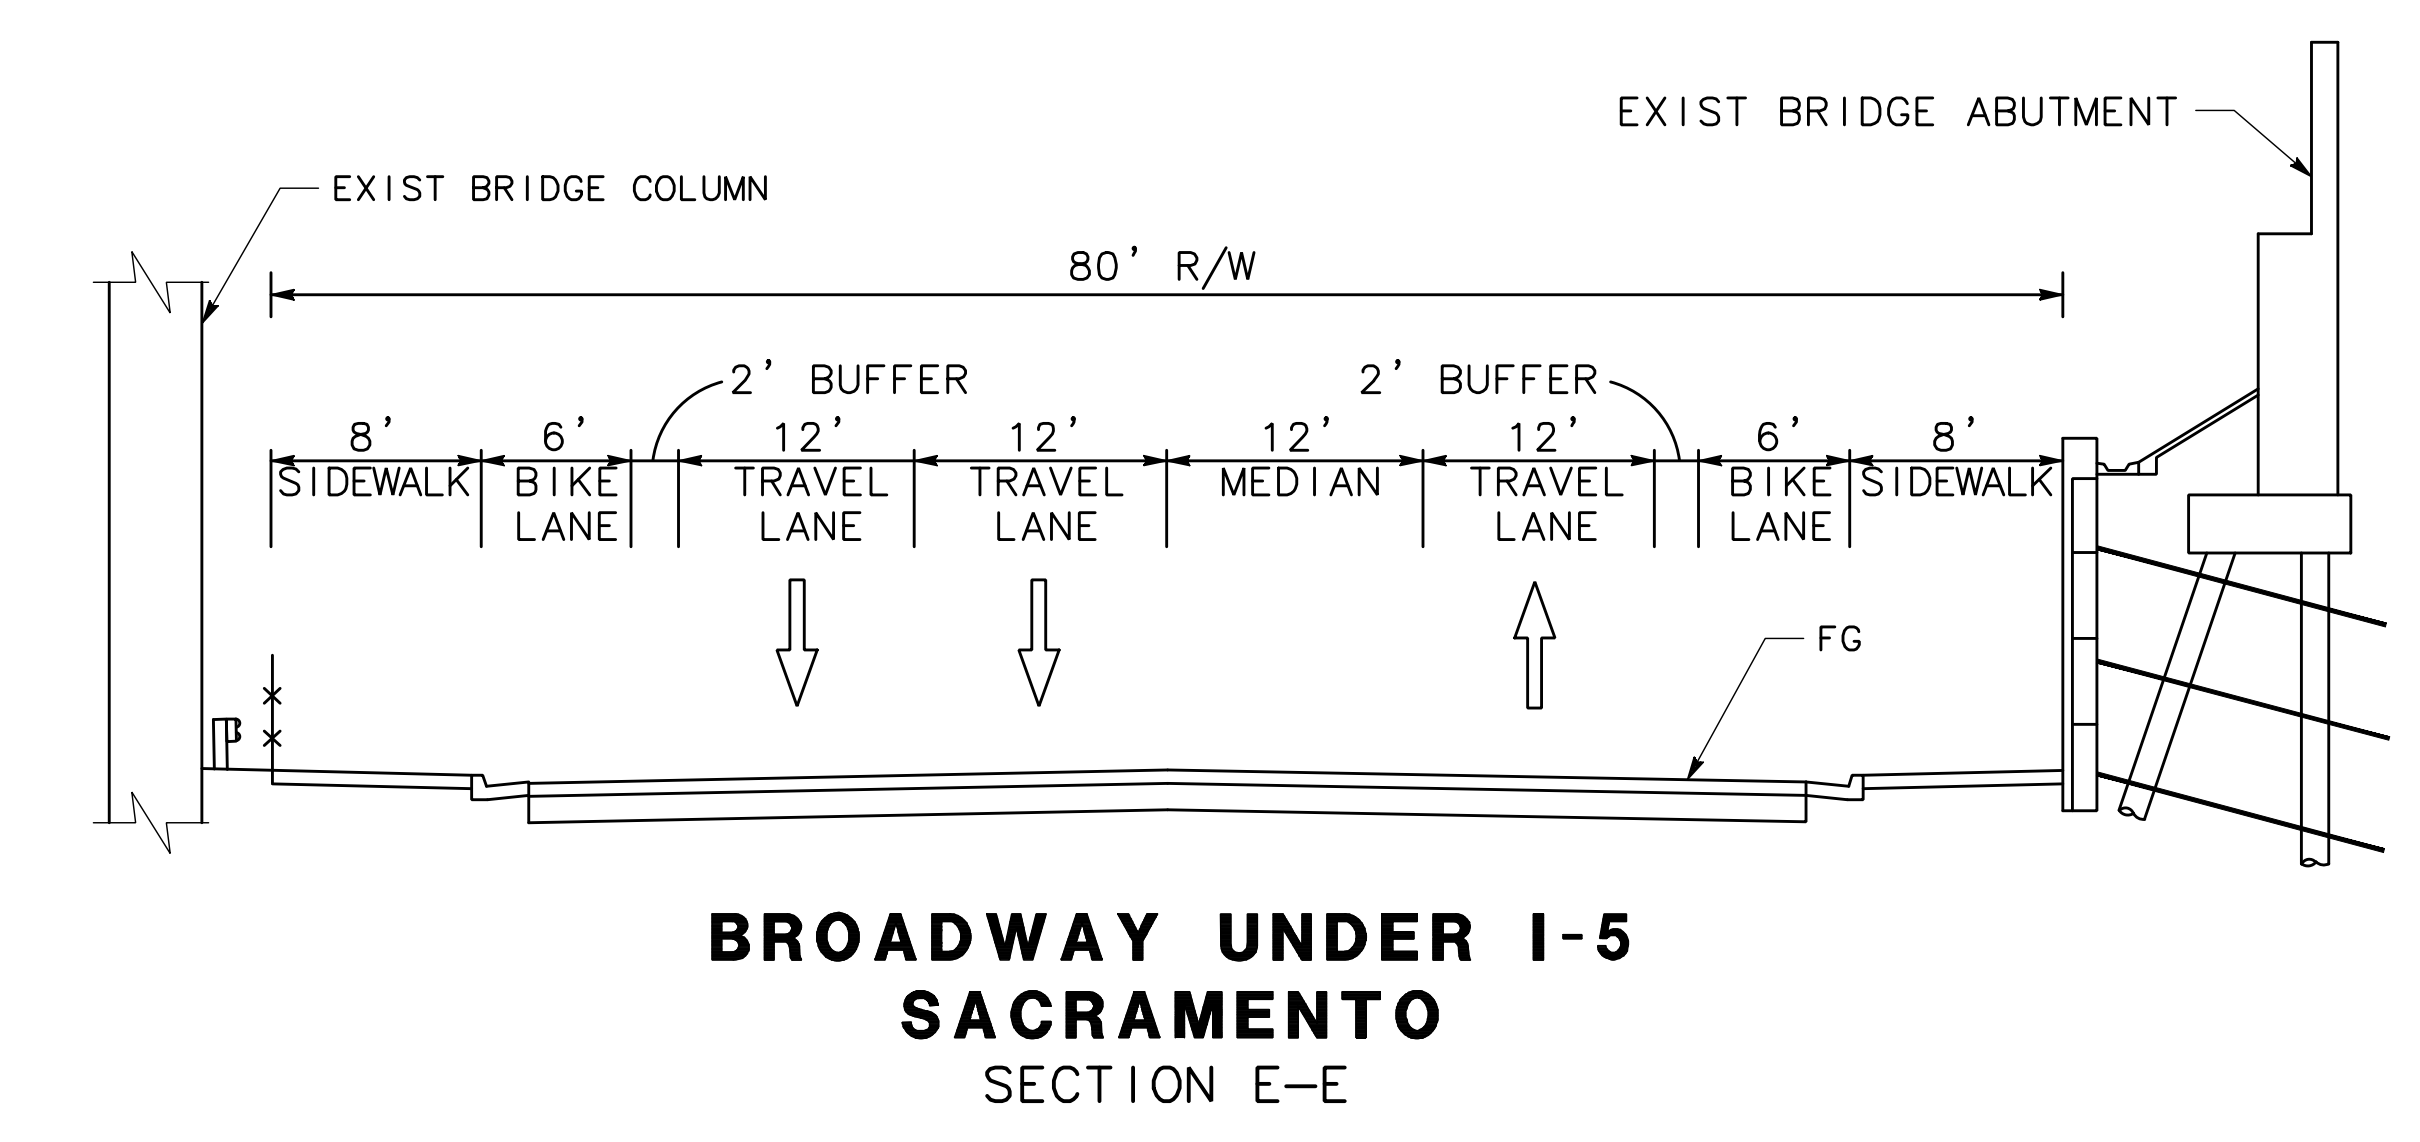 EXIST BRIDGE ABUTMENT
EXIST BRIDGE COLUMN
80' R/W
2' BUFFER 2' BUFFER
8' 6' 12' 12' 12' 12' 6' 8'
SIDEWALK BIKE TRAVEL TRAVEL MEDIAN TRAVEL BIKE SIDEWALK
LANE LANE LANE LANE LANE
FG
BROADWAY UNDER I-5
SACRAMENTO
SECTION E-E